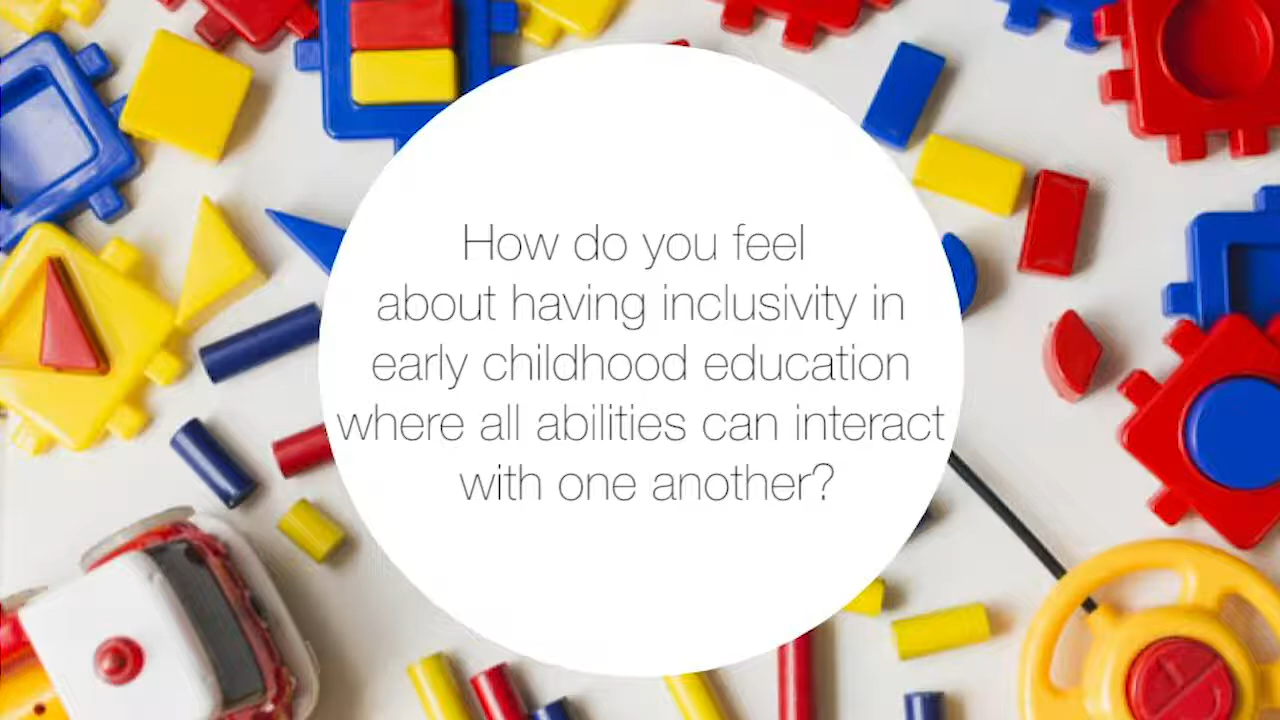 How do you feel
about having inclusivity in
early childhood education
where all abilities can interact
with one another?